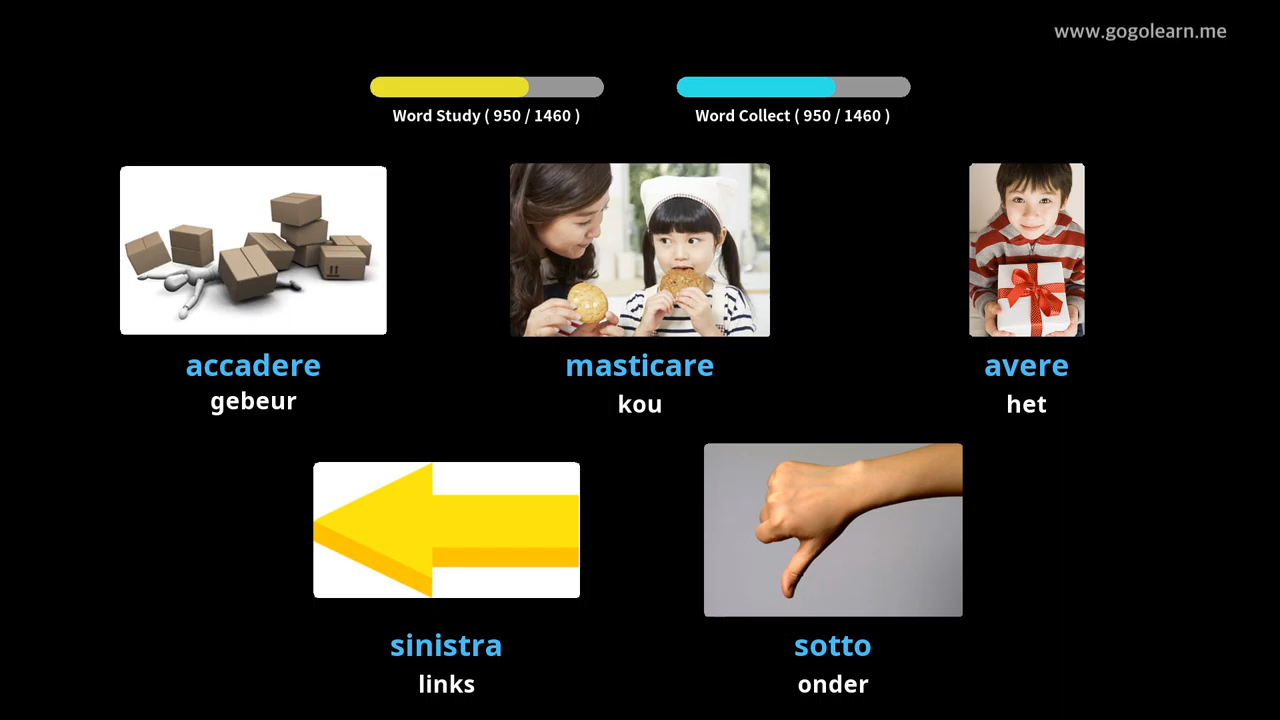 www.gogolearn.me
Word Study ( 950 / 1460 )
Word Collect ( 950 / 1460 )
accadere
gebeur
masticare
kou
avere
het
sinistra
links
sotto
onder